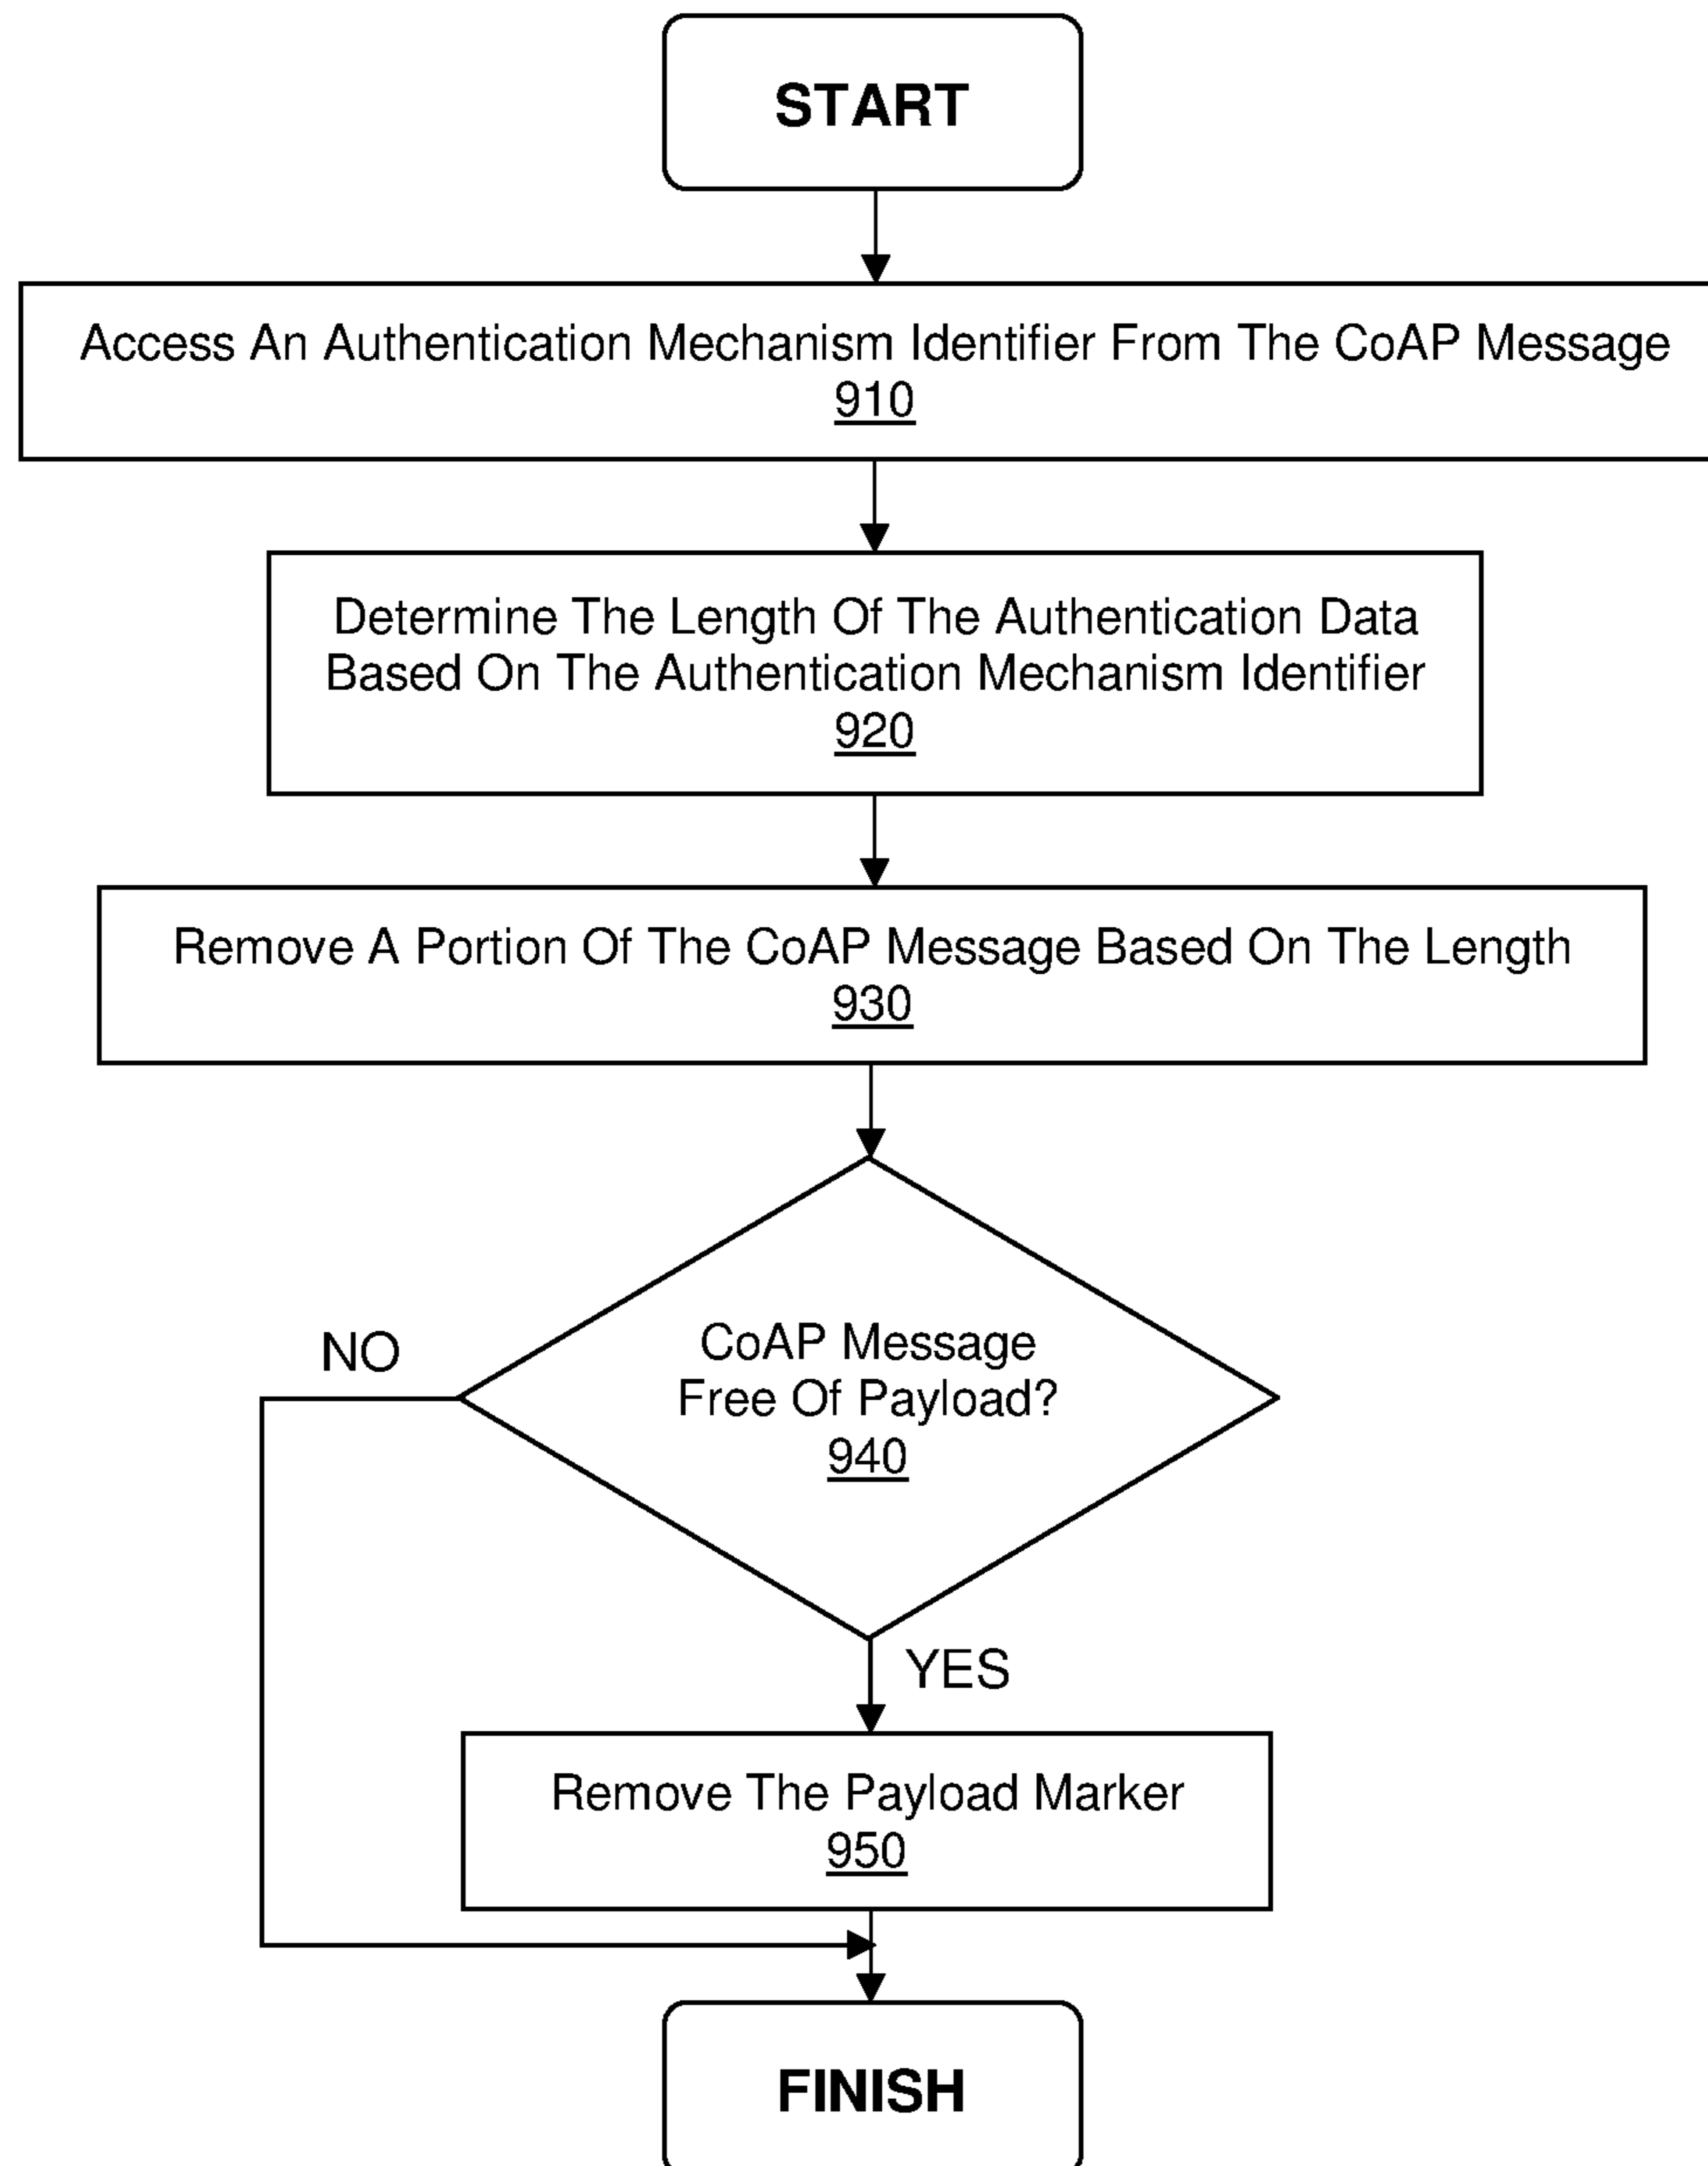 START
Access An Authentication Mechanism Identifier From The CoAP Message
910
Determine The Length Of The Authentication Data
Based On The Authentication Mechanism Identifier
920
Remove A Portion Of The CoAP Message Based On The Length
930
CoAP Message
Free Of Payload?
940
NO
YES
Remove The Payload Marker
950
FINISH